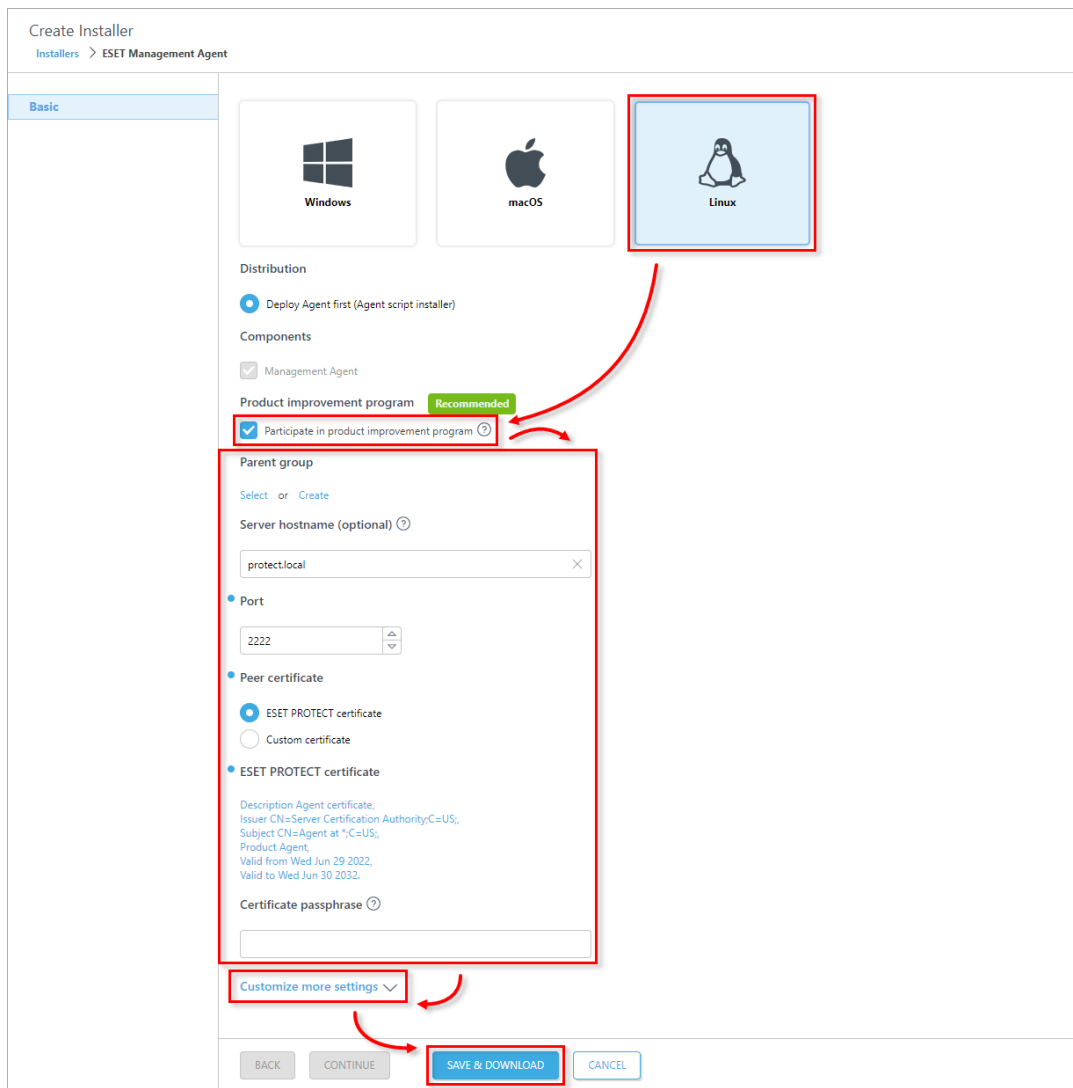 Create Installer
Installers > ESET Management Agent
Basic
Windows
macOS
Linux
Distribution
Deploy Agent first (Agent script installer)
Components
Management Agent
Product improvement program Recommended
Participate in product improvement program ?
Parent group
Select or Create
Server hostname (optional) ?
protect.local
Port
2222
Peer certificate
ESET PROTECT certificate
Custom certificate
ESET PROTECT certificate
Description Agent certificate,
Issuer CN=Server Certification Authority;C=US;,
Subject CN=Agent at *;C=US;,
Product Agent,
Valid from Wed Jun 29 2022,
Valid to Wed Jun 30 2032.
Certificate passphrase ?
Customize more settings
BACK CONTINUE SAVE & DOWNLOAD CANCEL